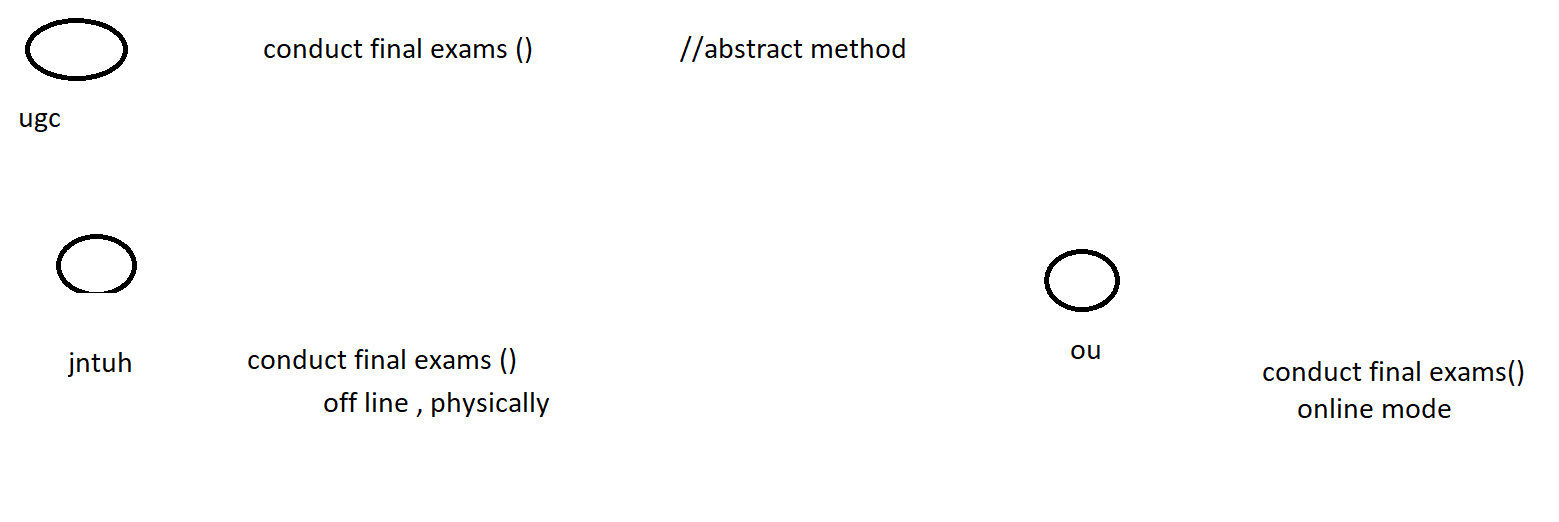 conduct final exams ()
//abstract method
ugc
jntuh
conduct final exams ()
off line , physically
ou
conduct final exams()
online mode